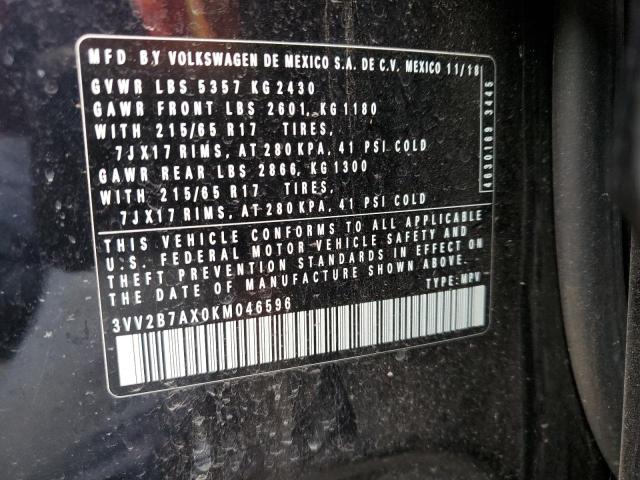 MFD BY VOLKSWAGEN DE MEXICO S.A. DE C.V. MEXICO 11/18
GVWR LBS 5357 KG 2430
GAWR FRONT LBS 2601, KG 1180
WITH 215/65 R17 TIRES,
7JX17 RIMS, AT 280 KPA, 41 PSI COLD
GAWR REAR LBS 2866, KG 1300
WITH 215/65 R17 TIRES,
7JX17 RIMS, AT 280 KPA, 41 PSI COLD
4030189 3445
THIS VEHICLE CONFORMS TO ALL APPLICABLE
U.S. FEDERAL MOTOR VEHICLE SAFETY AND
THEFT PREVENTION STANDARDS IN EFFECT ON
THE DATE OF MANUFACTURE SHOWN ABOVE.
TYPE: MPV
3VV2B7AX0KM046596